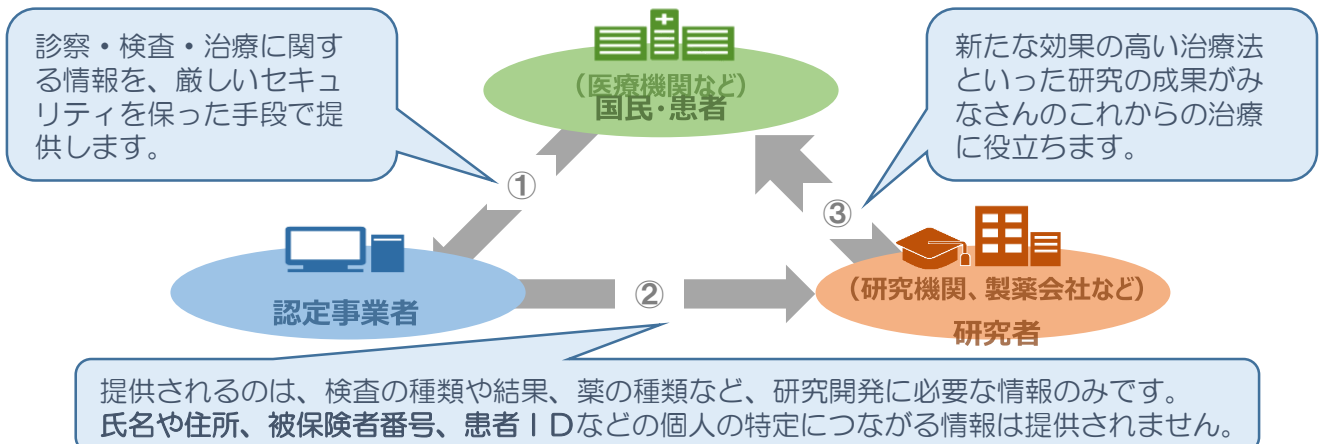 診察・検査・治療に関す
る情報を、厳しいセキュ
リティを保った手段で提
供します。
(医療機関など)
国民・患者
新たな効果の高い治療法
といった研究の成果がみ
なさんのこれからの治療
に役立ちます。
①
③
認定事業者
②
(研究機関、製薬会社など)
研究者
提供されるのは、検査の種類や結果、薬の種類など、研究開発に必要な情報のみです。
氏名や住所、被保険者番号、患者IDなどの個人の特定につながる情報は提供されません。